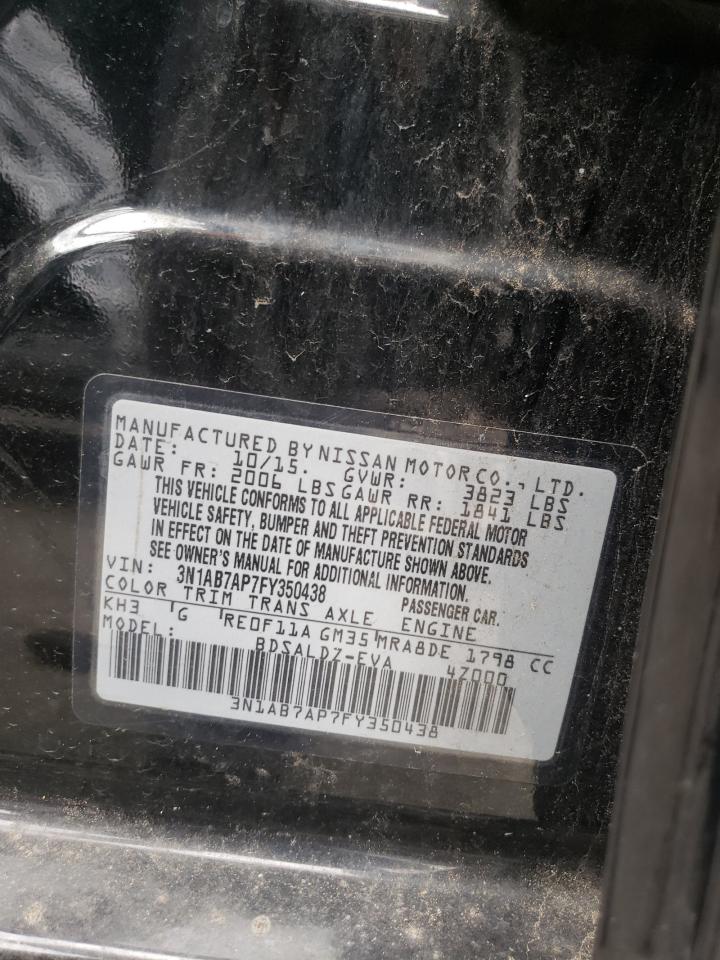 MANUFACTURED BY NISSAN MOTOR CO., LTD.
DATE: 10/15. GVWR: 3823 LBS
GAWR FR: 2006 LBS GAWR RR: 1841 LBS
THIS VEHICLE CONFORMS TO ALL APPLICABLE FEDERAL MOTOR
VEHICLE SAFETY, BUMPER AND THEFT PREVENTION STANDARDS
IN EFFECT ON THE DATE OF MANUFACTURE SHOWN ABOVE.
SEE OWNER'S MANUAL FOR ADDITIONAL INFORMATION.
VIN: 3N1AB7AP7FY350438 PASSENGER CAR.
COLOR TRIM TRANS AXLE ENGINE
KH3 G RE0F11A GM35 MRA8DE 1798 CC
MODEL: BDSALDZ-EVA 4Z000
3N1AB7AP7FY350438